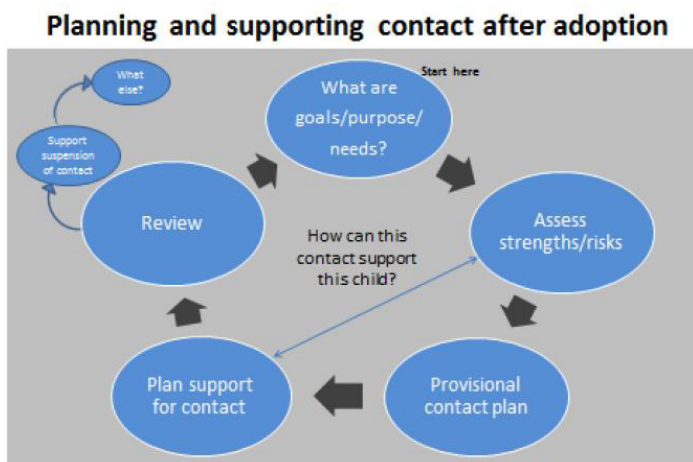 Planning and supporting contact after adoption
Start here
What are
goals/purpose/
needs?
Assess
strengths/risks
Provisional
contact plan
Plan support
for contact
Review
Support
suspension
of contact
What
else?
How can this
contact support
this child?